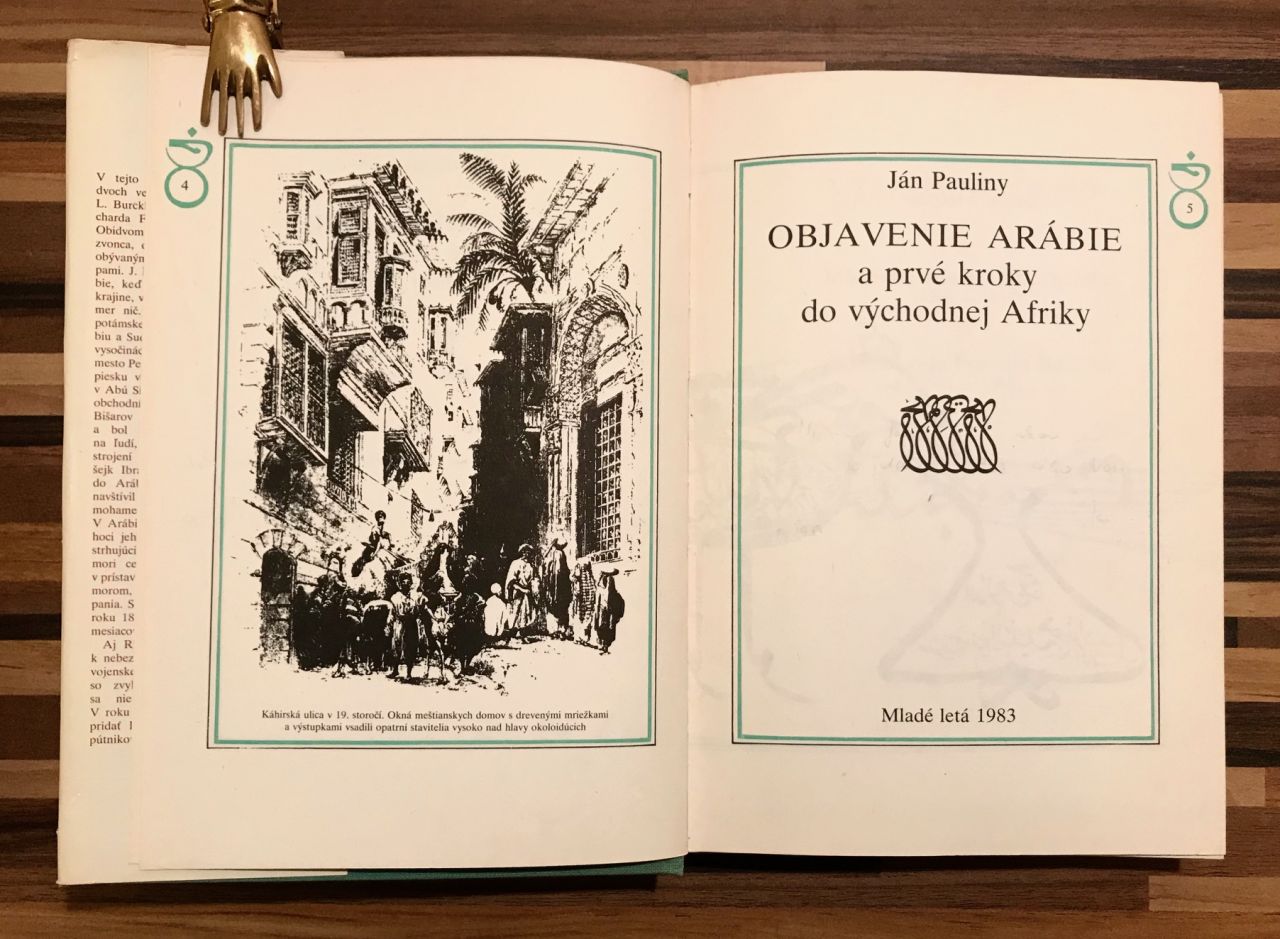 V tejto
dvoch ve
L. Burck
charda F
Obidvom
zvonca,
obývaným
pami. J.
bie, keď
krajine, v
mer nič.
potámske
biu a Su
vysočinác
mesto Pe
piesku v
v Abú S
obchodni
Bišarov
a bol
na ľudí,
strojení
šejk Ibr
do Aráb
navštívil
mohame
V Arábi
hoci jeh
strhujúci
mori ce
v prístav
morom,
pania. S
roku 18
mesiaco
Aj R
k nebez
vojenské
so zvyl
sa nie
V roku
pridať
pútniko
4
Káhirská ulica v 19. storočí. Okná meštianskych domov s drevenými mriežkami
a výstupkami vsadili opatrní stavitelia vysoko nad hlavy okoloidúcich
5
Ján Pauliny
OBJAVENIE ARÁBIE
a prvé kroky
do východnej Afriky
Mladé letá 1983